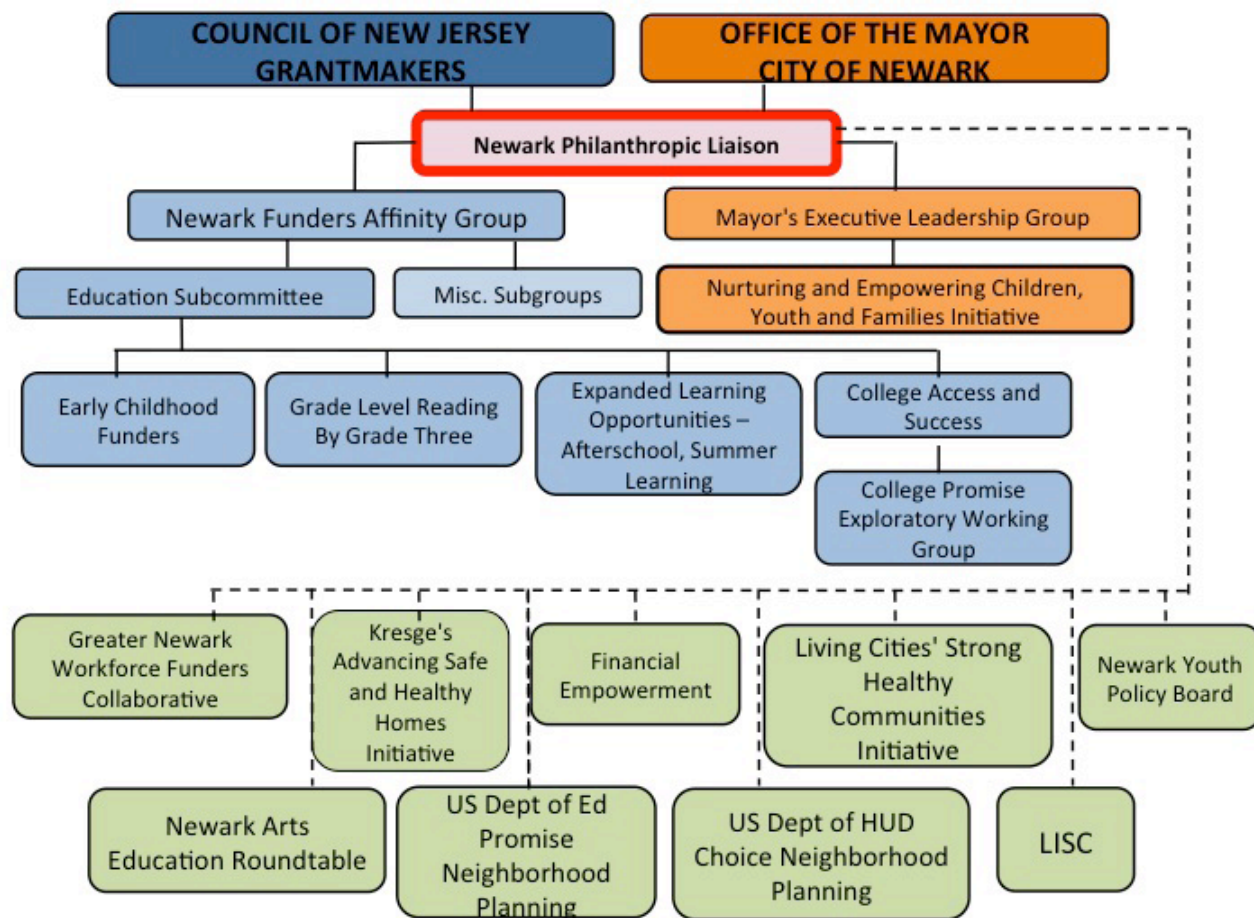 COUNCIL OF NEW JERSEY
GRANTMAKERS
OFFICE OF THE MAYOR
CITY OF NEWARK
Newark Philanthropic Liaison
Newark Funders Affinity Group
Mayor's Executive Leadership Group
Education Subcommittee
Misc. Subgroups
Nurturing and Empowering Children,
Youth and Families Initiative
Early Childhood
Funders
Grade Level Reading
By Grade Three
Expanded Learning
Opportunities –
Afterschool, Summer
Learning
College Access and
Success
College Promise
Exploratory Working
Group
Greater Newark
Workforce Funders
Collaborative
Kresge's
Advancing Safe
and Healthy
Homes
Initiative
Financial
Empowerment
Living Cities' Strong
Healthy
Communities
Initiative
Newark Youth
Policy Board
Newark Arts
Education Roundtable
US Dept of Ed
Promise
Neighborhood
Planning
US Dept of HUD
Choice Neighborhood
Planning
LISC